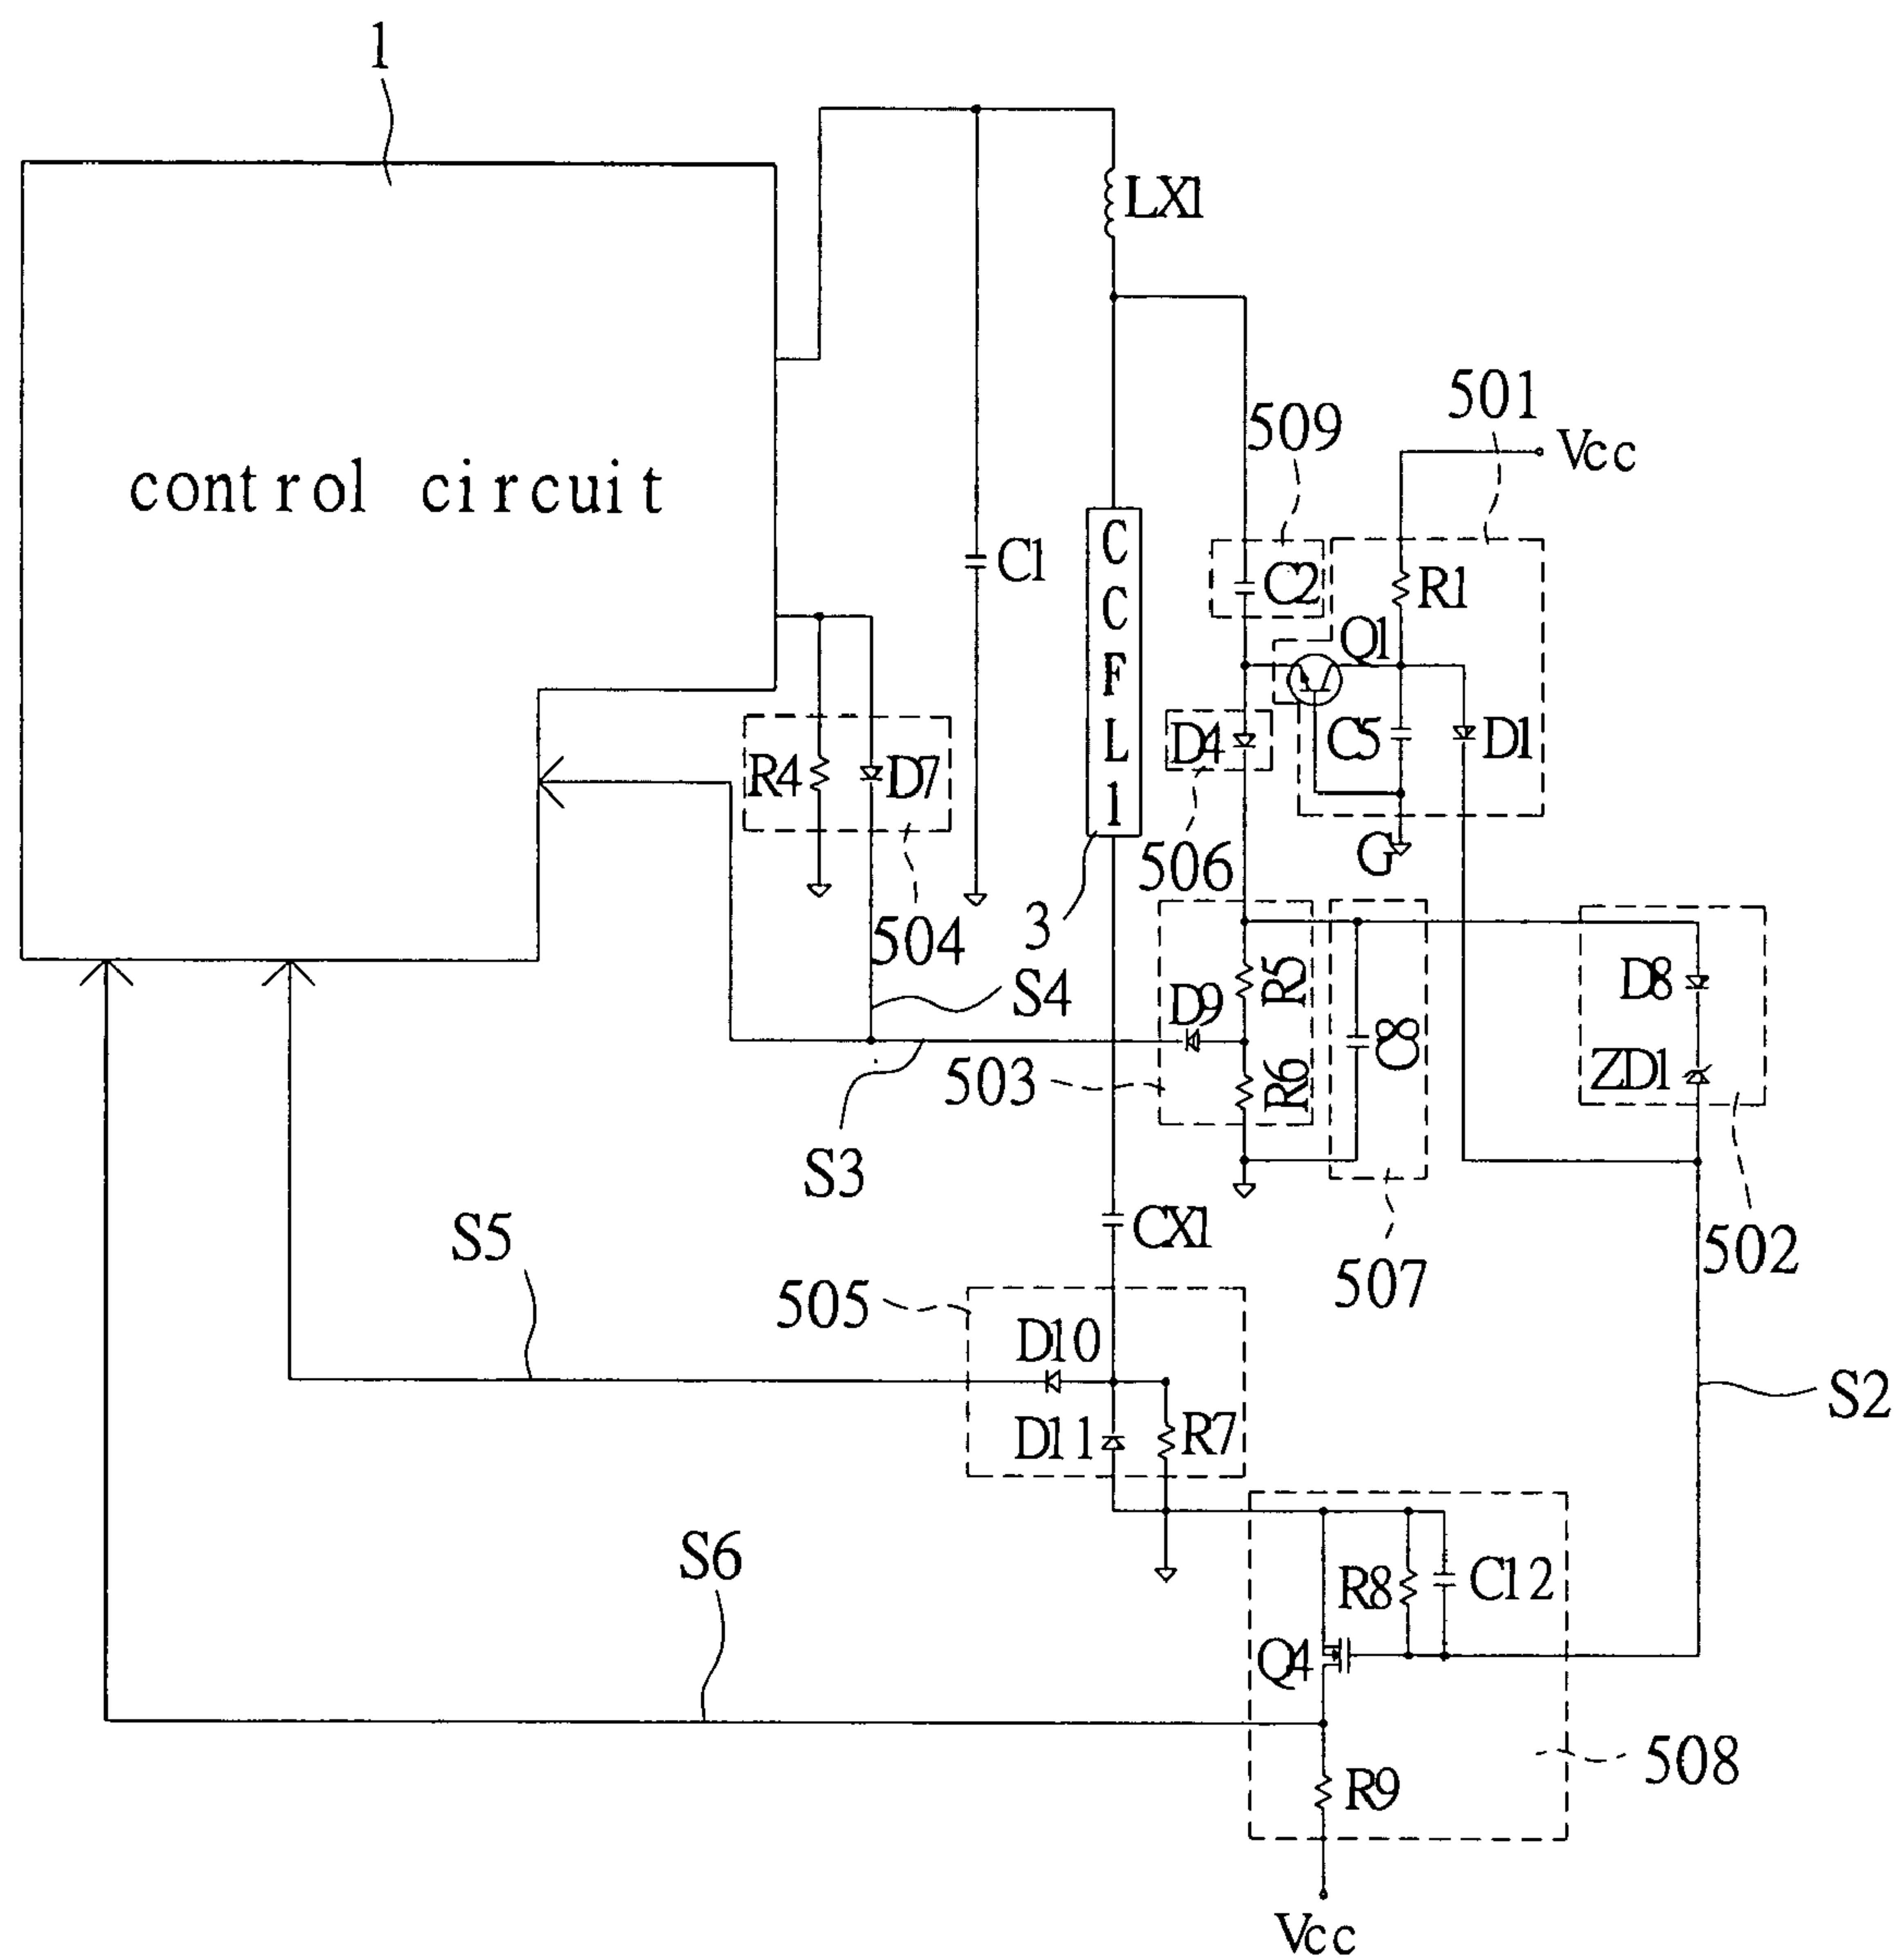 1
LX1
control circuit
501
509
Vcc
C1
C
C
F
L
1
C2
R1
Q1
R4
D7
D4
C5
D1
506
G
3
504
S4
D9
R5
C8
D8
503
R6
ZD1
S3
CX1
S5
507
502
505
D10
D11
R7
S2
S6
R8
C12
Q4
508
R9
Vcc